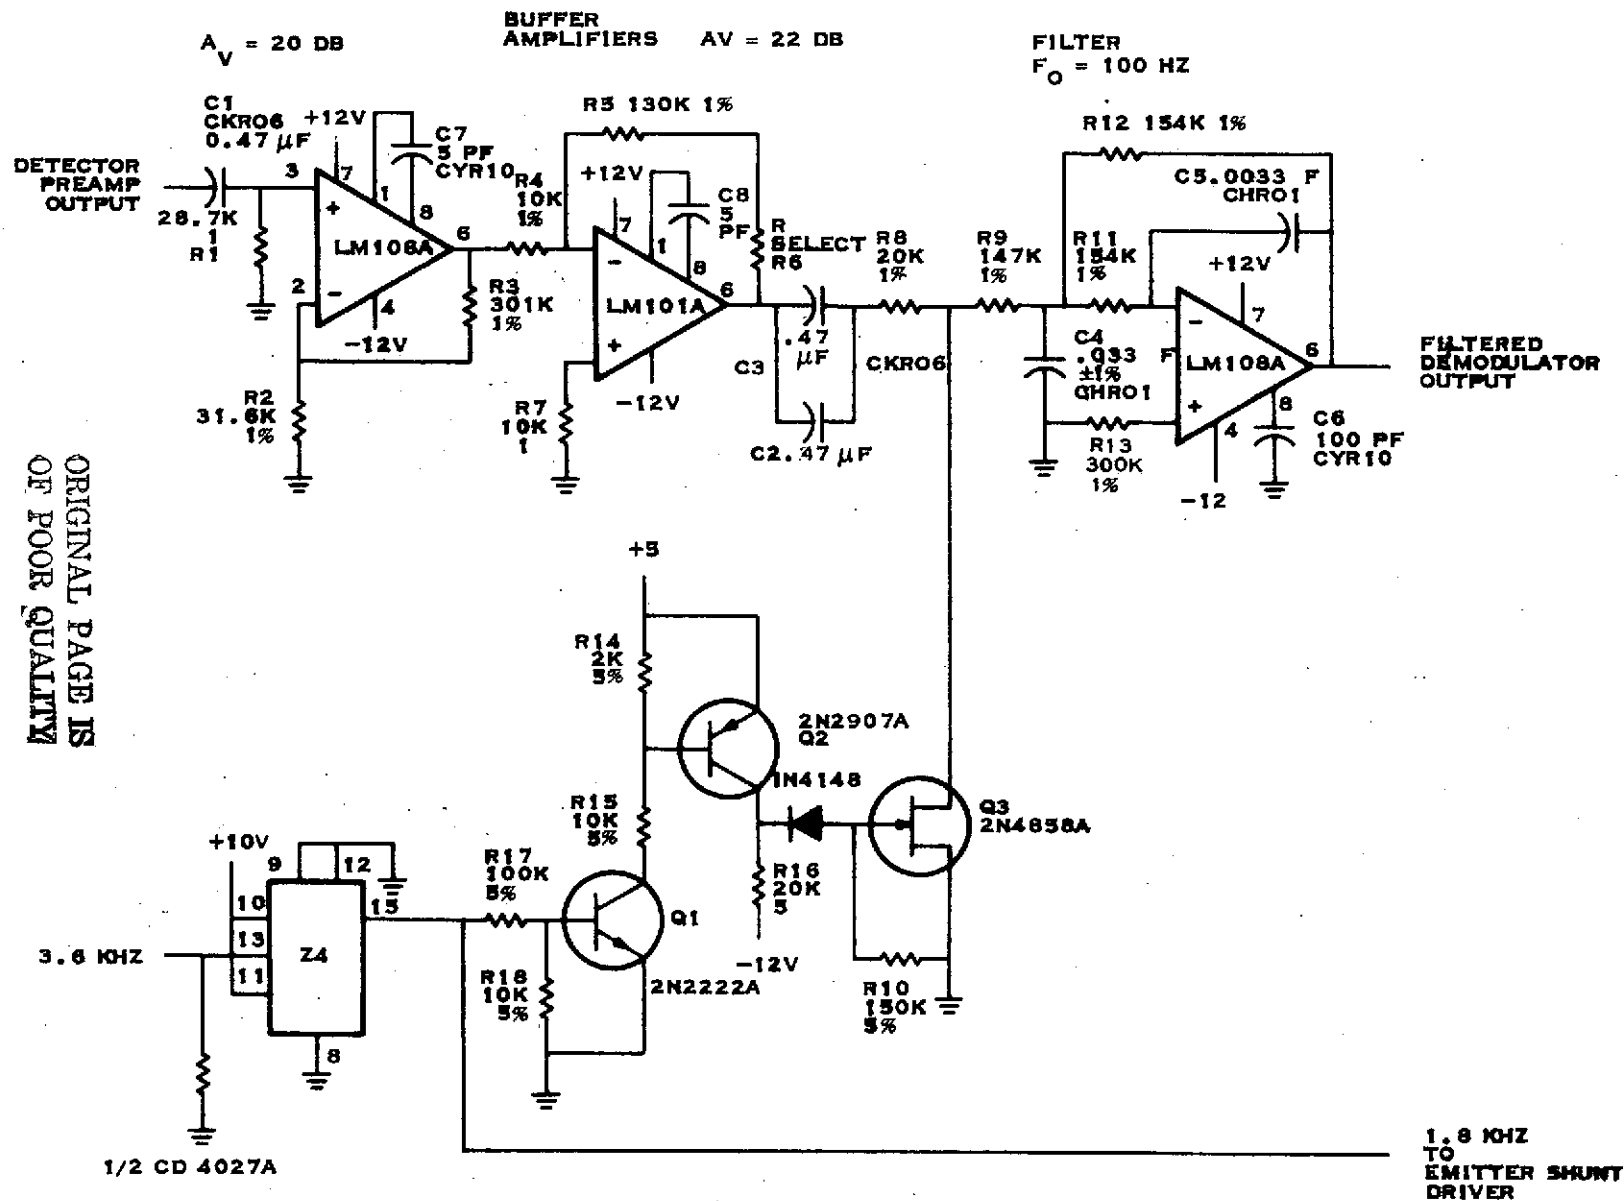 A V = 20 DB
BUFFER
AMPLIFIERS AV = 22 DB
FILTER
F O = 100 HZ
C1
CKRO6
0.47 µF
+12V
7
1
C7
5 PF
CYR10
DETECTOR
PREAMP
OUTPUT
3
+
8
28.7K
1
R1
LM108A
6
2
-
4
-12V
R2
31.6K
1%
R3
301K
1%
R4
10K
1%
R5 130K 1%
+12V
7
1
C8
5
PF
8
-
LM101A
6
+
-12V
R7
10K
1
R
SELECT
R6
.47
µF
C3
CKRO6
C2.47 µF
R8
20K
1%
R9
147K
1%
R11
154K
1%
R12 154K 1%
C5.0033 F
CHRO1
+12V
7
-
LM108A
6
+
4
8
-12
C4
.033 F
±1%
CHRO1
R13
300K
1%
C6
100 PF
CYR10
FILTERED
DEMODULATOR
OUTPUT
ORIGINAL PAGE IS
OF POOR QUALITY
+5
R14
2K
5%
2N2907A
Q2
1N4148
R15
10K
5%
Q3
2N4858A
+10V
9
12
10
15
13
Z4
11
8
3.6 KHZ
R17
100K
5%
Q1
R16
20K
5
-12V
R18
10K
5%
2N2222A
R10
150K
5%
1/2 CD 4027A
1.8 KHZ
TO
EMITTER SHUNT
DRIVER